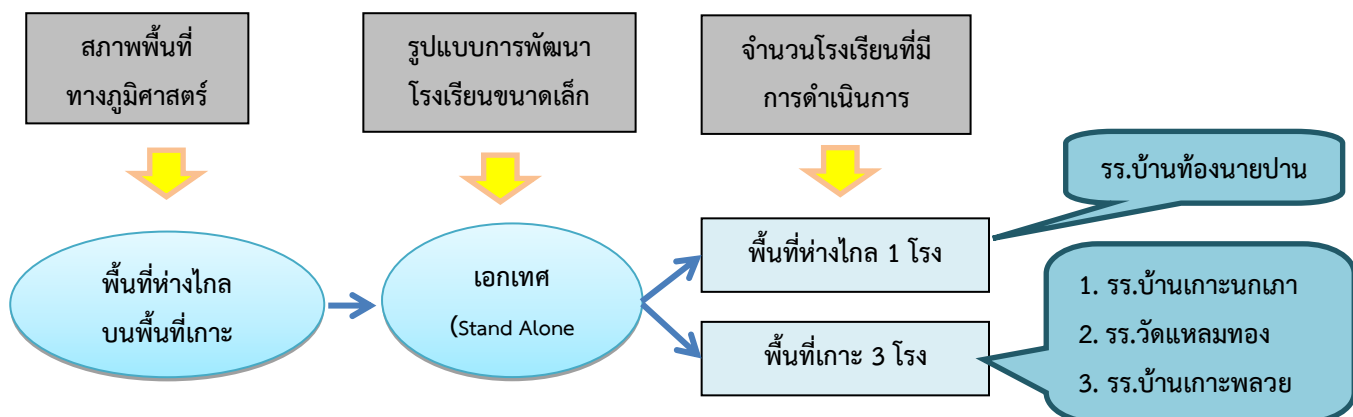 สภาพพื้นที่
ทางภูมิศาสตร์
รูปแบบการพัฒนา
โรงเรียนขนาดเล็ก
จำนวนโรงเรียนที่มี
การดำเนินการ
รร.บ้านท้องนายปาน
พื้นที่ห่างไกล
บนพื้นที่เกาะ
เอกเทศ
(Stand Alone
พื้นที่ห่างไกล 1 โรง
พื้นที่เกาะ 3 โรง
1. รร.บ้านเกาะนกเภา
2. รร.วัดแหลมทอง
3. รร.บ้านเกาะพลวย